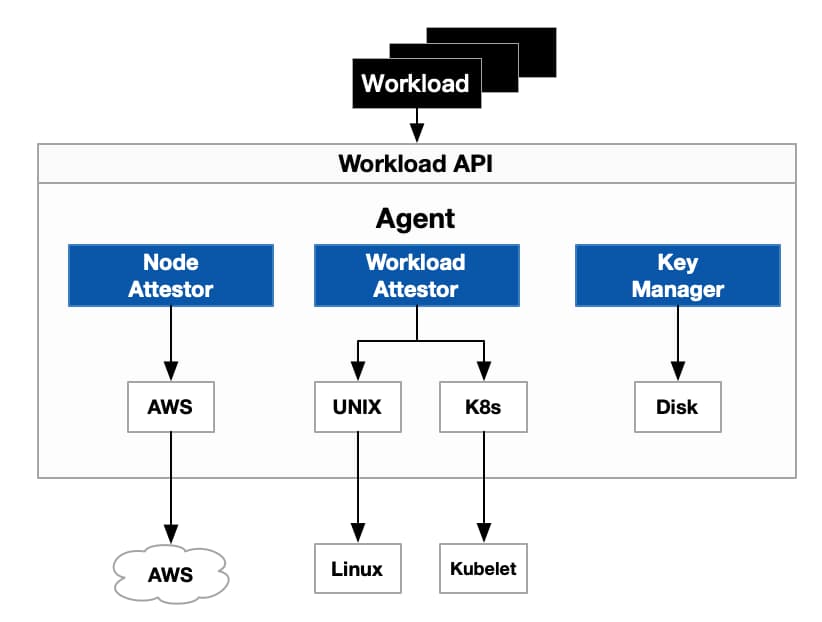 Workload
Workload API
Agent
Node
Attestor
Workload
Attestor
Key
Manager
AWS
UNIX
K8s
Disk
AWS
Linux
Kubelet